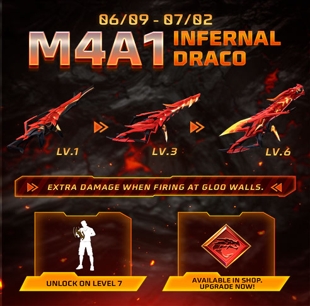 06/09 - 07/02
M4A1 INFERNAL DRACO
LV.1
LV.3
LV.6
EXTRA DAMAGE WHEN FIRING AT GLOO WALLS.
UNLOCK ON LEVEL 7
AVAILABLE IN SHOP.
UPGRADE NOW!